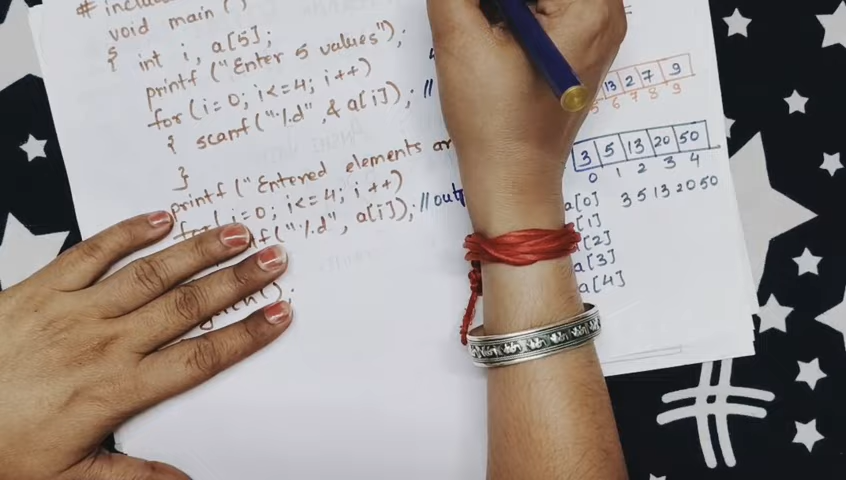 # include
void main ()
{ int i, a[5];
printf ("Enter 5 values");
for (i=0; i<=4; i++)
{ scanf ("%d", & a[i]); //
}
printf ("Entered elements ar
for (i=0; i<=4; i++)
f ("%d", a[i]); //out
();
13 2 7 9
5 6 7 8 9
3 5 13 20 50
0 1 2 3 4
a[0] 3 5 13 20 50
[1]
a[2]
a[3]
a[4]